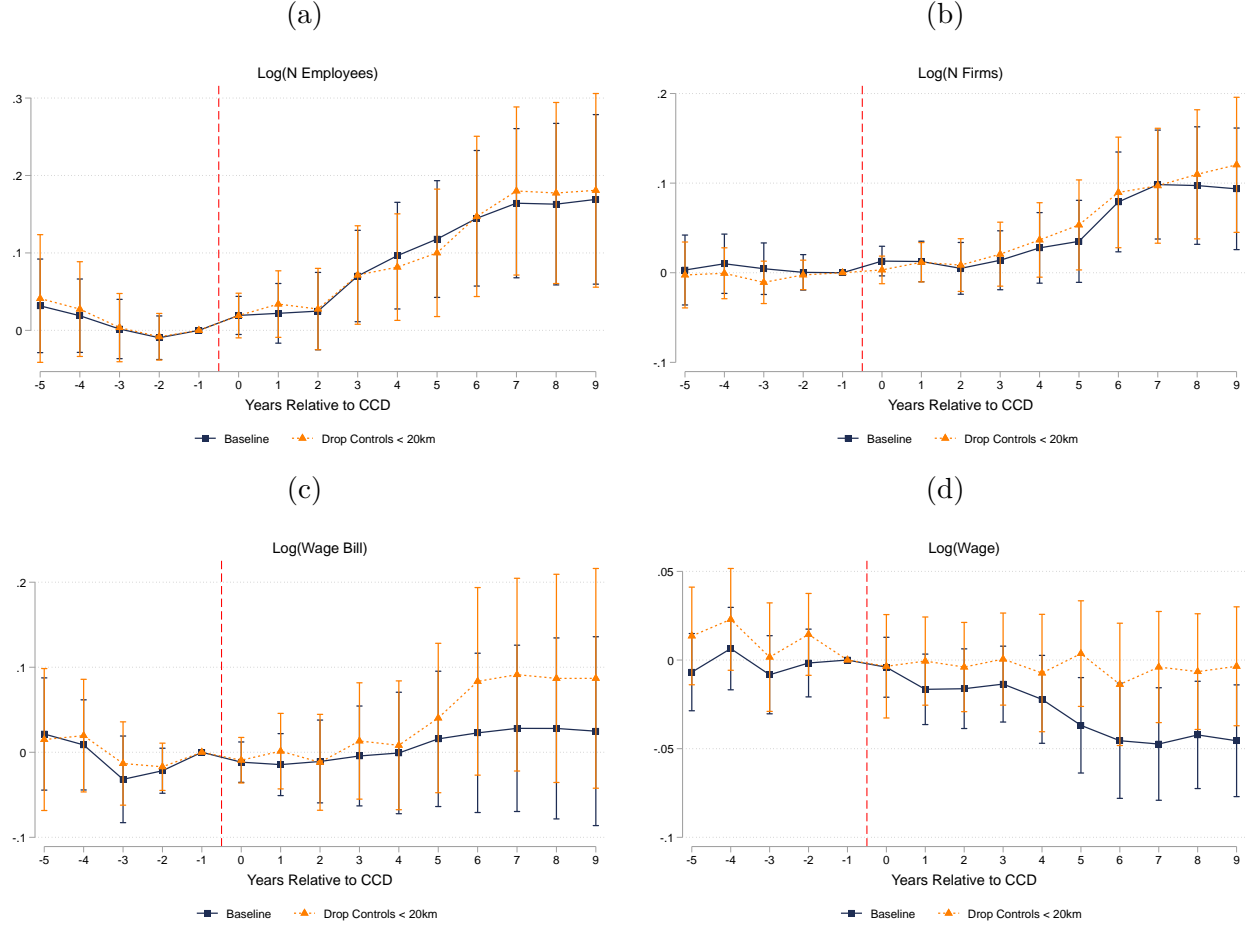 (a)
Log(N Employees)
.3
.2
.1
0
-5 -4 -3 -2 -1 0 1 2 3 4 5 6 7 8 9
Years Relative to CCD
Baseline Drop Controls < 20km
(b)
Log(N Firms)
.2
.1
0
-.1
-5 -4 -3 -2 -1 0 1 2 3 4 5 6 7 8 9
Years Relative to CCD
Baseline Drop Controls < 20km
(c)
Log(Wage Bill)
.2
.1
0
-.1
-5 -4 -3 -2 -1 0 1 2 3 4 5 6 7 8 9
Years Relative to CCD
Baseline Drop Controls < 20km
(d)
Log(Wage)
.05
0
-.05
-.1
-5 -4 -3 -2 -1 0 1 2 3 4 5 6 7 8 9
Years Relative to CCD
Baseline Drop Controls < 20km